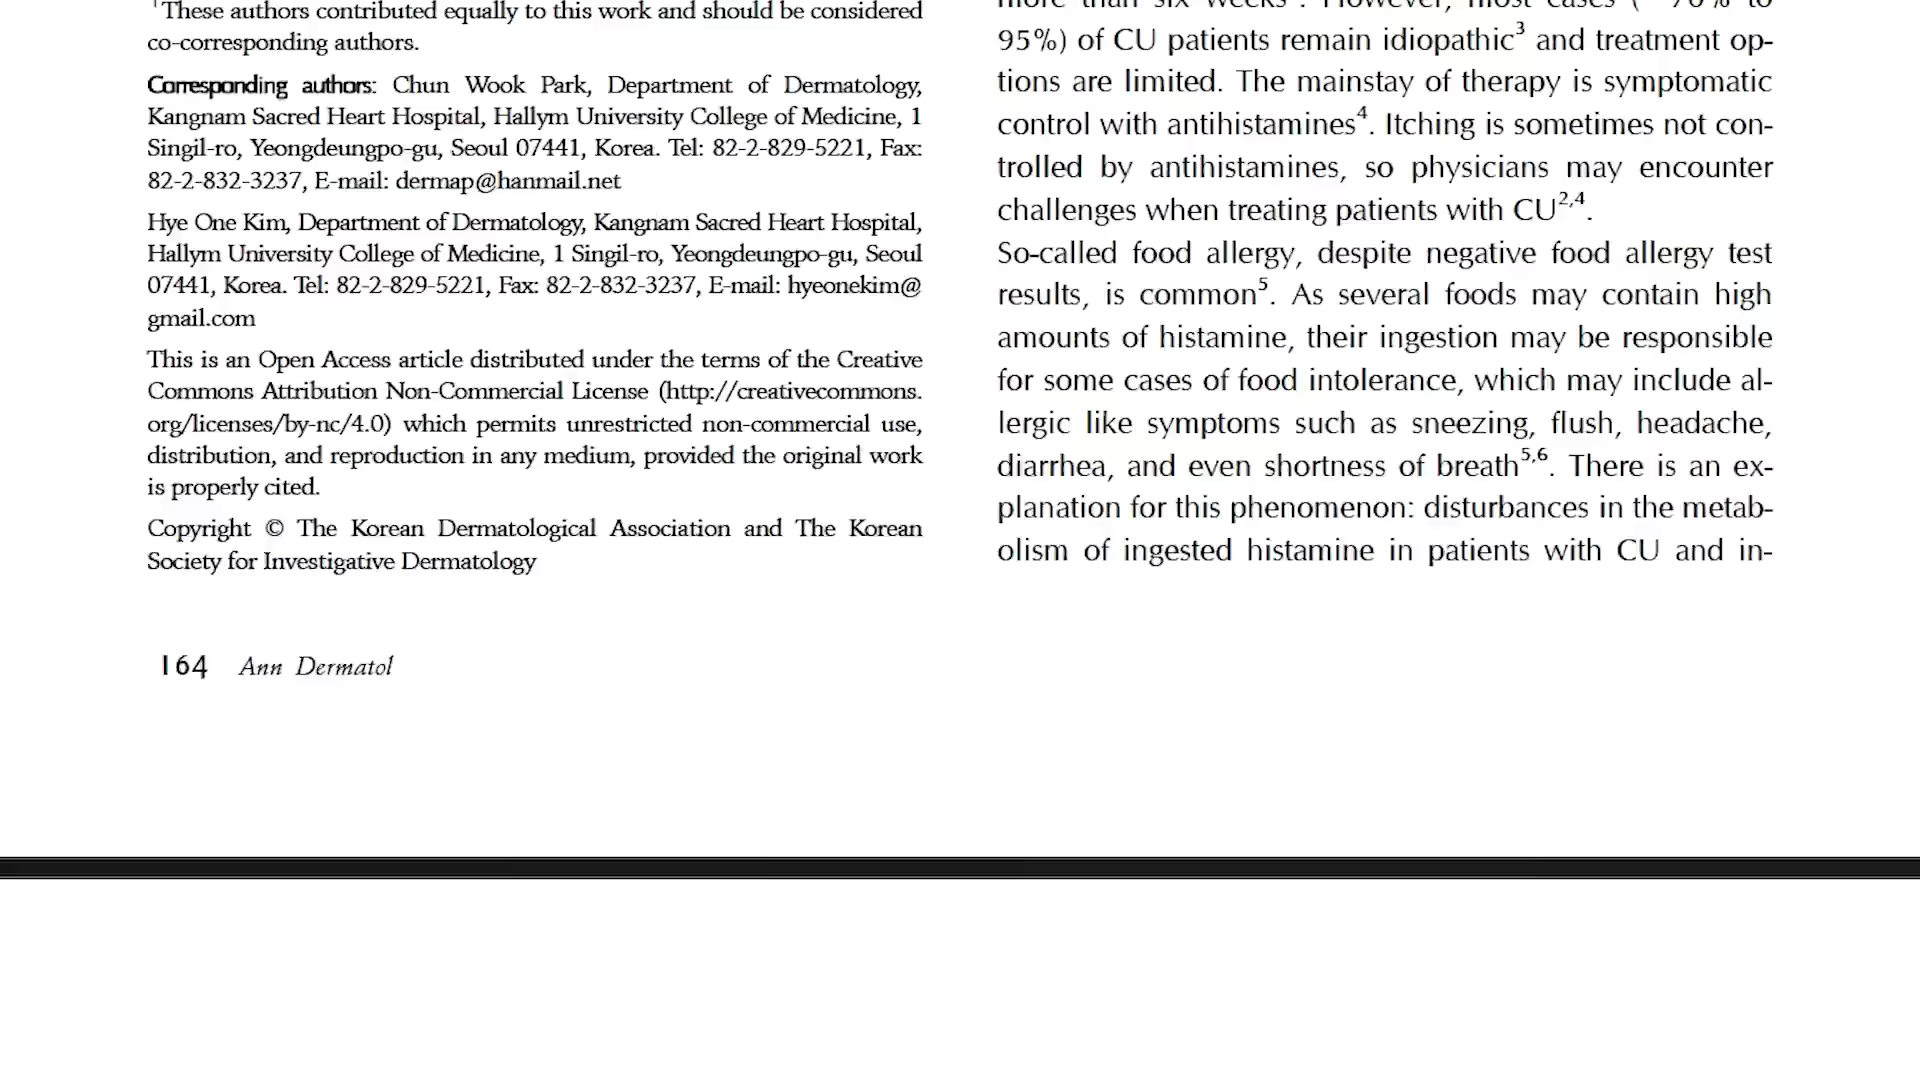 †These authors contributed equally to this work and should be considered
co-corresponding authors.
Corresponding authors: Chun Wook Park, Department of Dermatology,
Kangnam Sacred Heart Hospital, Hallym University College of Medicine, 1
Singil-ro, Yeongdeungpo-gu, Seoul 07441, Korea. Tel: 82-2-829-5221, Fax:
82-2-832-3237, E-mail: dermap@hanmail.net
Hye One Kim, Department of Dermatology, Kangnam Sacred Heart Hospital,
Hallym University College of Medicine, 1 Singil-ro, Yeongdeungpo-gu, Seoul
07441, Korea. Tel: 82-2-829-5221, Fax: 82-2-832-3237, E-mail: hyeonekim@
gmail.com
This is an Open Access article distributed under the terms of the Creative
Commons Attribution Non-Commercial License (http://creativecommons.
org/licenses/by-nc/4.0) which permits unrestricted non-commercial use,
distribution, and reproduction in any medium, provided the original work
is properly cited.
Copyright © The Korean Dermatological Association and The Korean
Society for Investigative Dermatology
more than six weeks. However, most cases ( 70% to
95%) of CU patients remain idiopathic³ and treatment op-
tions are limited. The mainstay of therapy is symptomatic
control with antihistamines⁴. Itching is sometimes not con-
trolled by antihistamines, so physicians may encounter
challenges when treating patients with CU²,⁴.
So-called food allergy, despite negative food allergy test
results, is common⁵. As several foods may contain high
amounts of histamine, their ingestion may be responsible
for some cases of food intolerance, which may include al-
lergic like symptoms such as sneezing, flush, headache,
diarrhea, and even shortness of breath⁵,⁶. There is an ex-
planation for this phenomenon: disturbances in the metab-
olism of ingested histamine in patients with CU and in-
164 Ann Dermatol